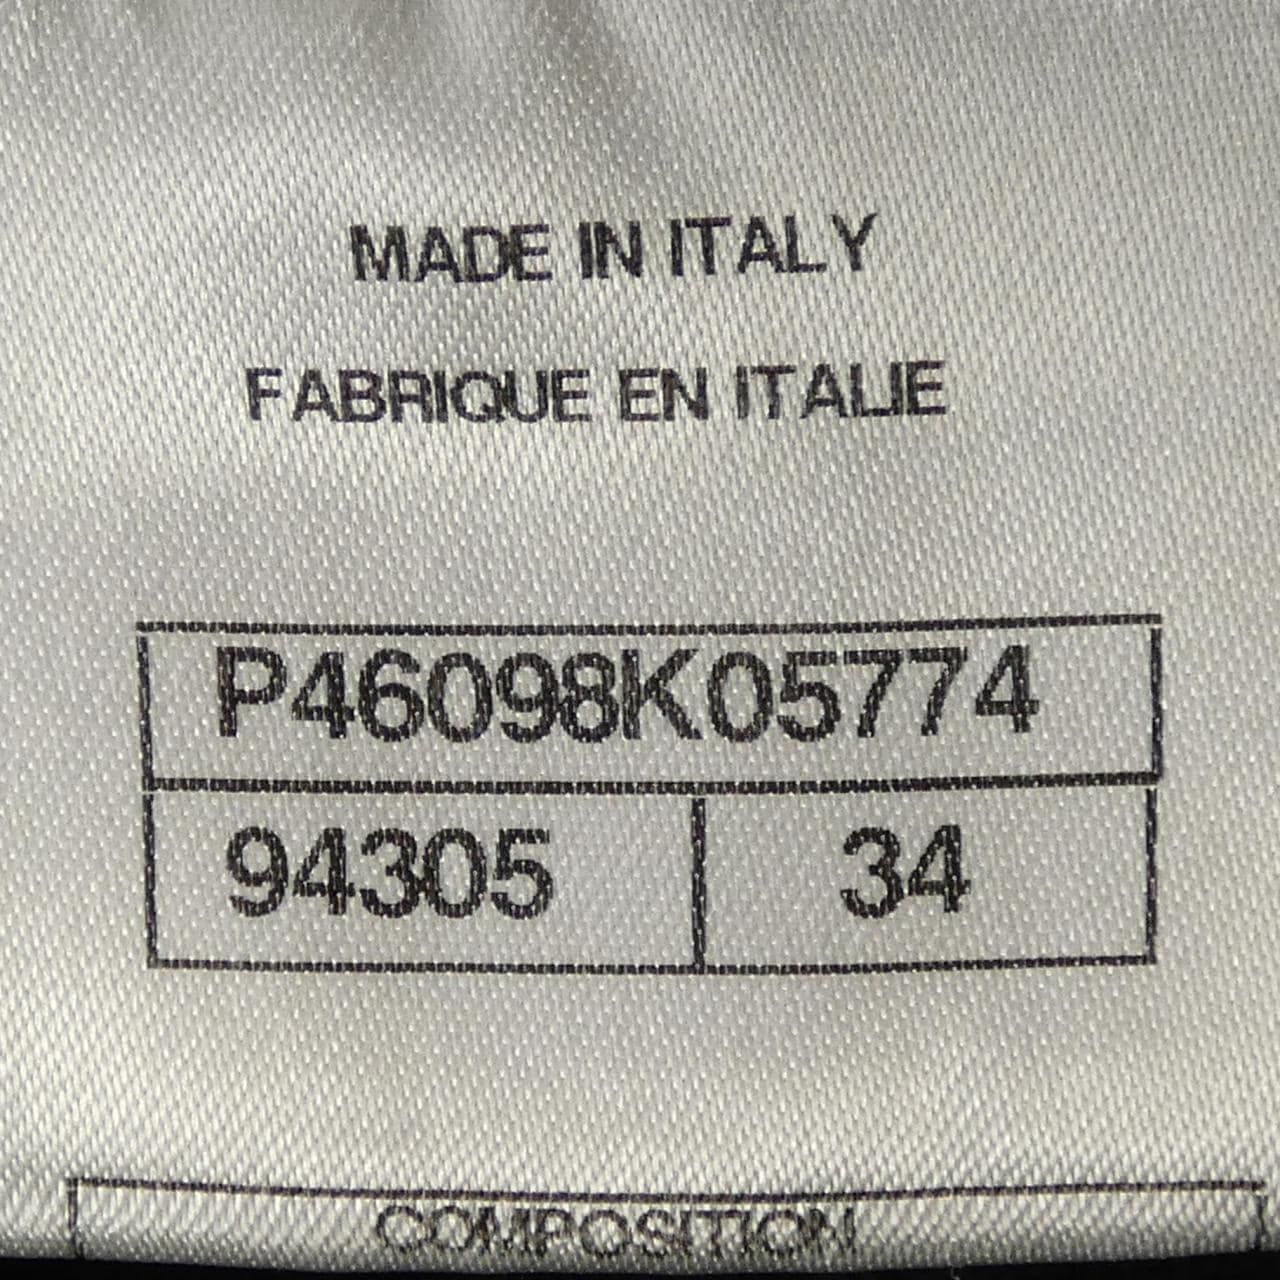 MADE IN ITALY
FABRIQUE EN ITALIE
P46098K05774
94305 34
COMPOSITION